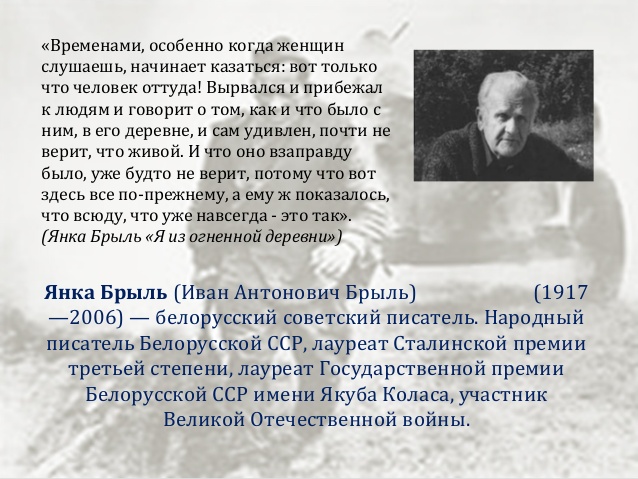 «Временами, особенно когда женщин
слушаешь, начинает казаться: вот только
что человек оттуда! Вырвался и прибежал
к людям и говорит о том, как и что было с
ним, в его деревне, и сам удивлен, почти не
верит, что живой. И что оно взаправду
было, уже будто не верит, потому что вот
здесь все по-прежнему, а ему ж показалось,
что всюду, что уже навсегда - это так».
(Янка Брыль «Я из огненной деревни»)
Янка Брыль (Иван Антонович Брыль) (1917
—2006) — белорусский советский писатель. Народный
писатель Белорусской ССР, лауреат Сталинской премии
третьей степени, лауреат Государственной премии
Белорусской ССР имени Якуба Коласа, участник
Великой Отечественной войны.